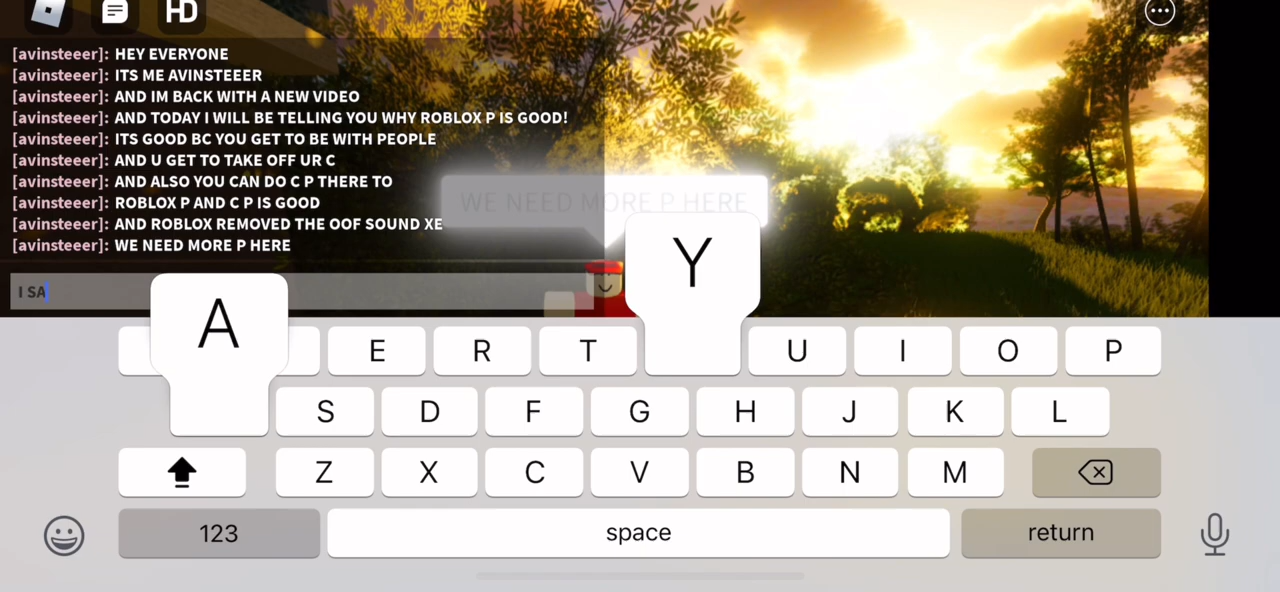 HD
[avinsteeer]: HEY EVERYONE
[avinsteeer]: ITS ME AVINSTEEER
[avinsteeer]: AND IM BACK WITH A NEW VIDEO
[avinsteeer]: AND TODAY I WILL BE TELLING YOU WHY ROBLOX P IS GOOD!
[avinsteeer]: ITS GOOD BC YOU GET TO BE WITH PEOPLE
[avinsteeer]: AND U GET TO TAKE OFF UR C
[avinsteeer]: AND ALSO YOU CAN DO C P THERE TO
[avinsteeer]: ROBLOX P AND C P IS GOOD
[avinsteeer]: AND ROBLOX REMOVED THE OOF SOUND XE
[avinsteeer]: WE NEED MORE P HERE
WE NEED MORE P HERE
I SA
A
Y
E R T U I O P
S D F G H J K L
Z X C V B N M
123 space return